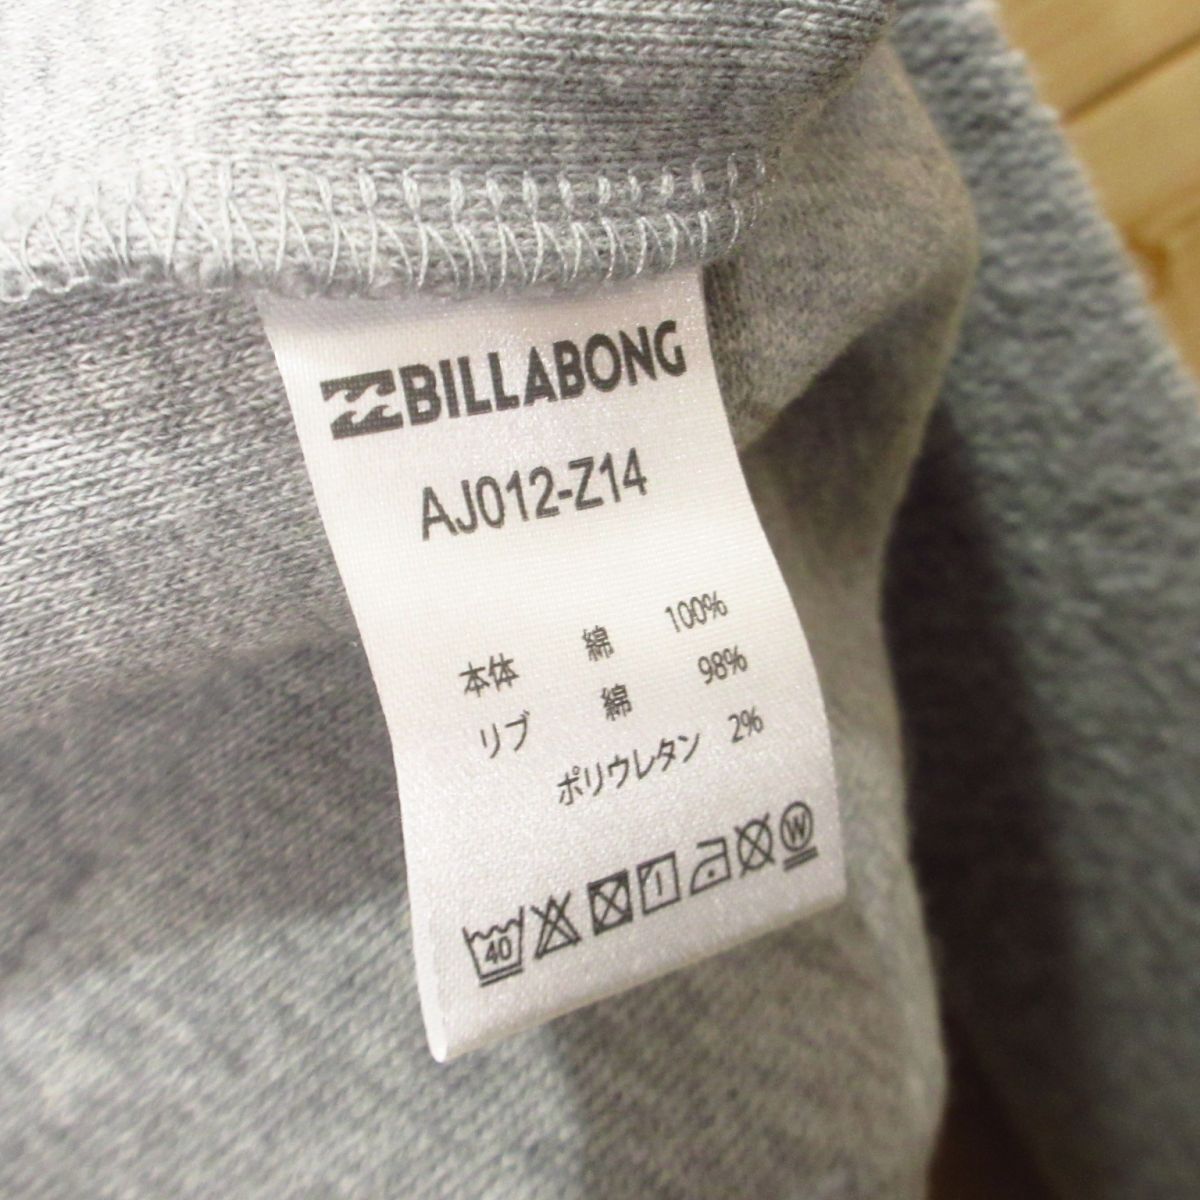 BILLABONG
AJ012-Z14
本体 綿 100%
リブ 綿 98%
ポリウレタン 2%
40 W